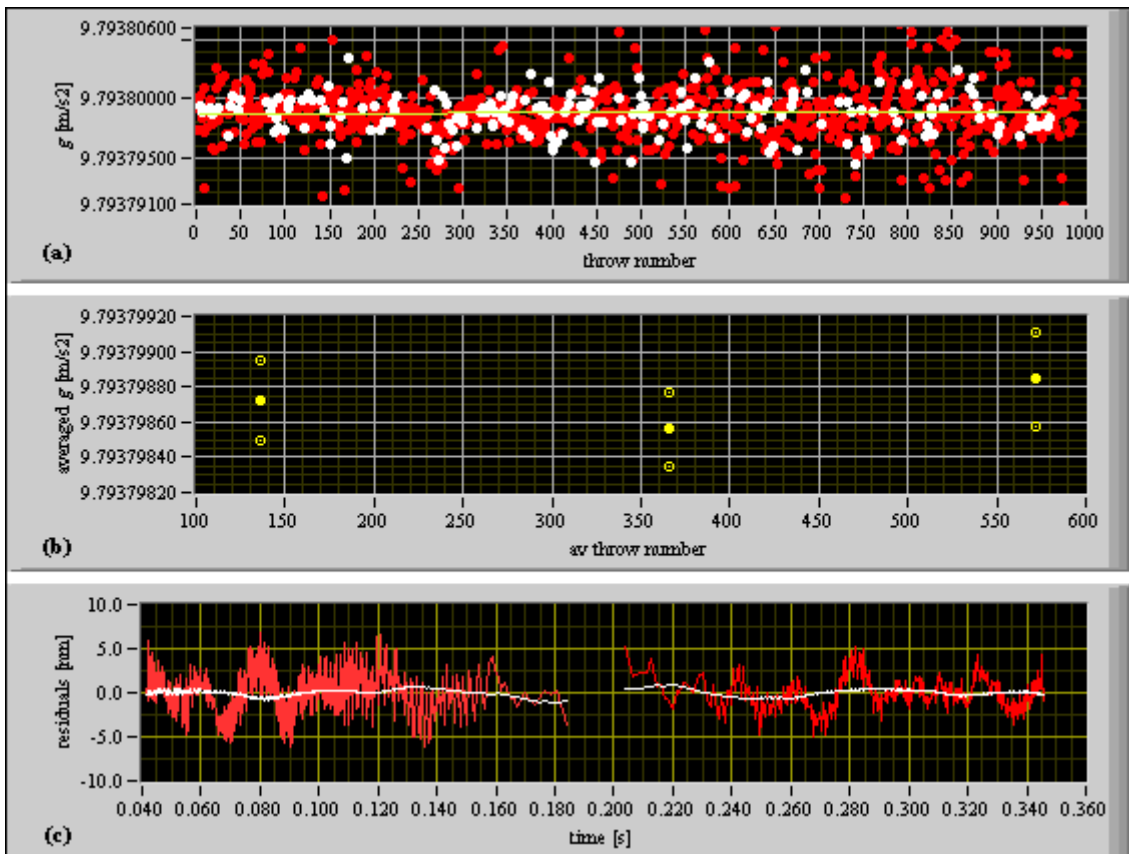 9.79380600
9.79380000
9.79379500
9.79379100
g [m/s2]
0 50 100 150 200 250 300 350 400 450 500 550 600 650 700 750 800 850 900 950 1000
(a)
throw number
9.79379920
9.79379900
9.79379880
9.79379860
9.79379840
9.79379820
averaged g [m/s2]
100 150 200 250 300 350 400 450 500 550 600
(b)
av throw number
10.0
5.0
0.0
-5.0
-10.0
residuals [nm]
0.040 0.060 0.080 0.100 0.120 0.140 0.160 0.180 0.200 0.220 0.240 0.260 0.280 0.300 0.320 0.340 0.360
(c)
time [s]